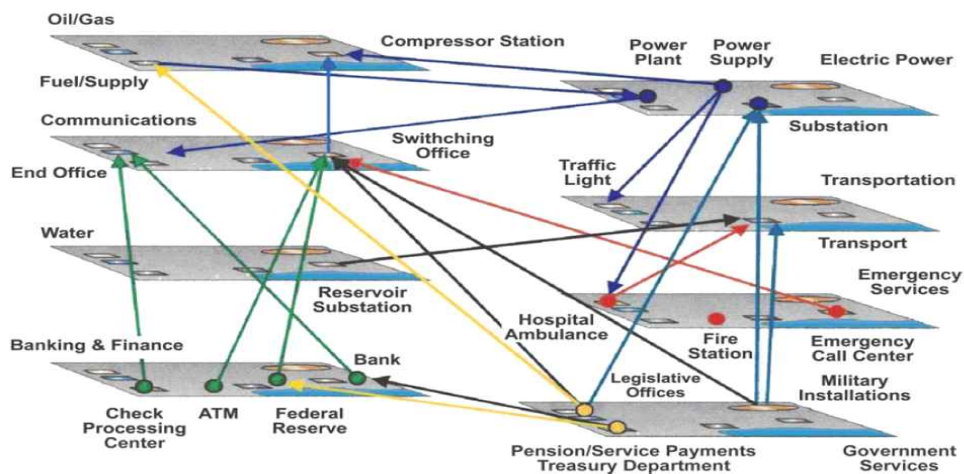 Oil/Gas
Compressor Station
Fuel/Supply
Power
Plant
Power
Supply
Electric Power
Communications
Substation
Swithching
Office
End Office
Traffic
Light
Transportation
Water
Transport
Reservoir
Substation
Emergency
Services
Hospital
Ambulance
Fire
Station
Emergency
Call Center
Banking & Finance
Bank
Legislative
Offices
Military
Installations
Check
Processing
Center
ATM
Federal
Reserve
Pension/Service Payments
Treasury Department
Government
Services